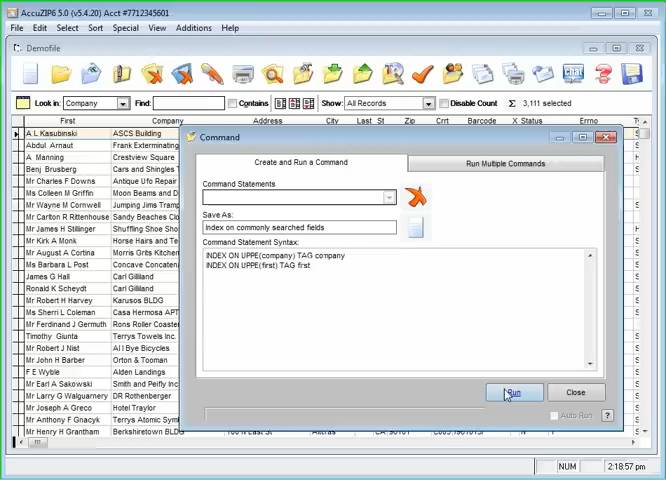 AccuZIP6 5.0 (v5.4.20) Acct #7712345601
File Edit Select Sort Special View Additions Help
Demofile
Look in: Company Find: Contains Show: All Records Disable Count Σ 3,111 selected
First Company Address City Last St Zip Crrt Barcode X Status Errno
A L Kasubinski ASCS Building
Abdul Arnaut Frank Exterminating
A Manning Crestview Square
Benj Brusberg Cars and Shingles
Mr Charles F Downs Antique Ufo Repair
Ms Colleen M Griffin Moon Beams and D
Mr Wayne M Cornwell Jumping Jims Tramp
Mr Carlton R Rittenhouse Sandy Beaches Clo
Mr James H Stillinger Shuffling Shoe Sho
Mr Kirk A Monk Horse Hairs and Te
Mr August A Cortina Morris Grits Kitchen
Ms Barbara L Post Concave Concatena
James G Hall Carl Gilliland
Ronald K Scheydt Carl Gilliland
Mr Robert H Harvey Karusos BLDG
Ms Sherri L Coleman Casa Hermosa APT
Mr Ferdinand J Germuth Rons Roller Coaster
Timothy Giunta Terrys Towels Inc.
Mr Robert J Nist All Bye Bicycles
Mr John H Barber Orton & Tooman
F E Wyble Alden Landings
Mr Earl A Sakowski Smith and Peifly Inc
Mr Larry G Walguarnery DR Rothenberger
Mr Joseph A Greco Hotel Traylor
Mr Anthony F Gnacyk Terrys Atomic Sym
Mr Henry H Grantham Berkshiretown BLDG
Command
Create and Run a Command Run Multiple Commands
Command Statements
Save As:
Index on commonly searched fields
Command Statement Syntax:
INDEX ON UPPE(company) TAG company
INDEX ON UPPE(first) TAG first
Run Close
Auto Run ?
NUM 2:18:57 pm